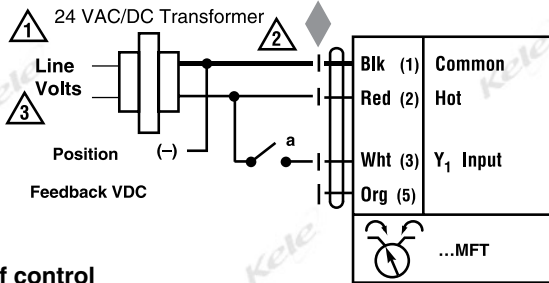 1 24 VAC/DC Transformer
2
Line
Volts
3
Blk (1) Common
Red (2) Hot
a
Position (–)
Wht (3) Y1 Input
Feedback VDC
Org (5)
...MFT
f control
Kele
Kele
Kele